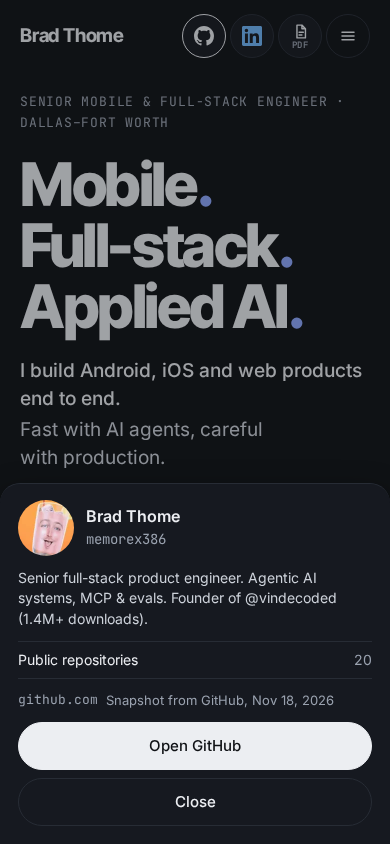 Brad Thome
PDF
SENIOR MOBILE & FULL-STACK ENGINEER ·
DALLAS–FORT WORTH
Mobile.
Full-stack.
Applied AI.
I build Android, iOS and web products
end to end.
Fast with AI agents, careful
with production.
Brad Thome
memorex386
Senior full-stack product engineer. Agentic AI
systems, MCP & evals. Founder of @vindecoded
(1.4M+ downloads).
Public repositories 20
github.com Snapshot from GitHub, Nov 18, 2026
Open GitHub
Close